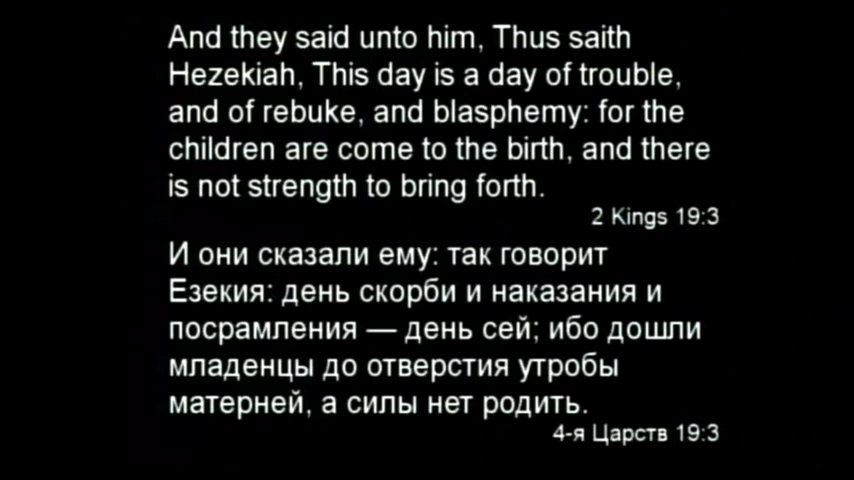 And they said unto him, Thus saith
Hezekiah, This day is a day of trouble,
and of rebuke, and blasphemy: for the
children are come to the birth, and there
is not strength to bring forth.
2 Kings 19:3
И они сказали ему: так говорит
Езекия: день скорби и наказания и
посрамления — день сей; ибо дошли
младенцы до отверстия утробы
матерней, а силы нет родить.
4-я Царств 19:3